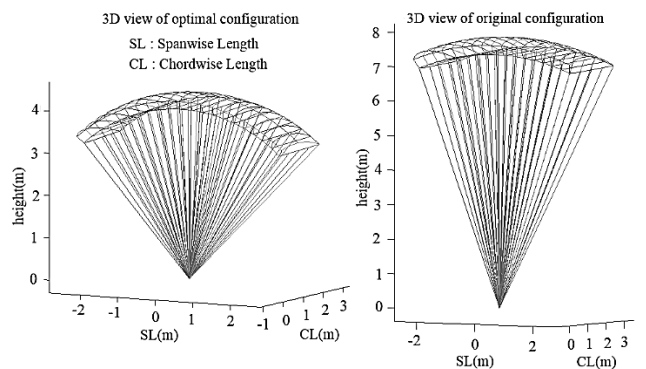 3D view of optimal configuration
SL : Spanwise Length
CL : Chordwise Length
4
3
2
1
0
height(m)
-2 -1 0 1 2
SL(m)
-1 0 1 2 3
CL(m)
3D view of original configuration
8
7
6
5
4
3
2
1
0
height(m)
-2 0 2
SL(m)
0 1 2 3
CL(m)